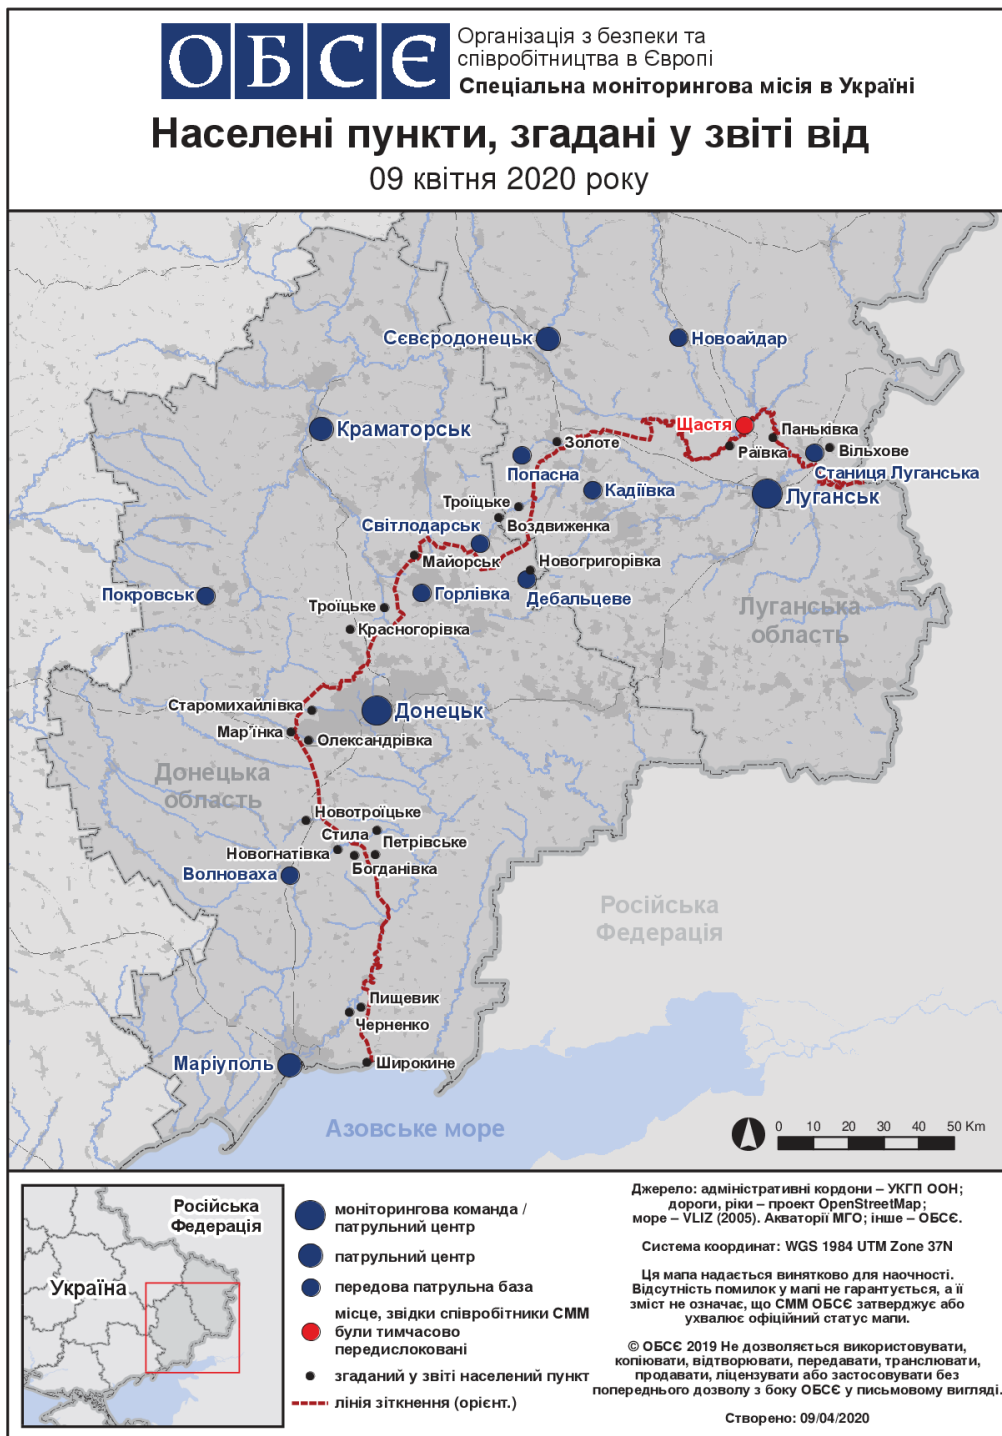 ОБСЄ
Організація з безпеки та
співробітництва в Європі
Спеціальна моніторингова місія в Україні
Населені пункти, згадані у звіті від
09 квітня 2020 року
Сєвєродонецьк
Новоайдар
Щастя
Краматорськ
Паньківка
Золоте
Раївка
Вільхове
Попасна
Станиця Луганська
Кадіївка
Луганськ
Троїцьке
Світлодарськ
Воздвиженка
Майорськ
Новогригорівка
Покровськ
Горлівка
Дебальцеве
Троїцьке
Луганська
область
Красногорівка
Старомихайлівка
Донецьк
Мар'їнка
Олександрівка
Донецька
область
Новотроїцьке
Стила
Петрівське
Новогнатівка
Богданівка
Волноваха
Російська
Федерація
Пищевик
Черненко
Маріуполь
Широкине
Азовське море
0 10 20 30 40 50 Km
Російська
Федерація
Україна
моніторингова команда /
патрульний центр
патрульний центр
передова патрульна база
місце, звідки співробітники СММ
були тимчасово
передислоковані
згаданий у звіті населений пункт
лінія зіткнення (орієнт.)
Джерело: адміністративні кордони – УКГП ООН;
дороги, ріки – проект OpenStreetMap;
море – VLIZ (2005). Акваторії МГО; інше – ОБСЄ.
Система координат: WGS 1984 UTM Zone 37N
Ця мапа надається винятково для наочності.
Відсутність помилок у мапі не гарантується, а її
зміст не означає, що СММ ОБСЄ затверджує або
ухвалює офіційний статус мапи.
© ОБСЄ 2019 Не дозволяється використовувати,
копіювати, відтворювати, передавати, транслювати,
продавати, ліцензувати або застосовувати без
попереднього дозволу з боку ОБСЄ у письмовому вигляді.
Створено: 09/04/2020